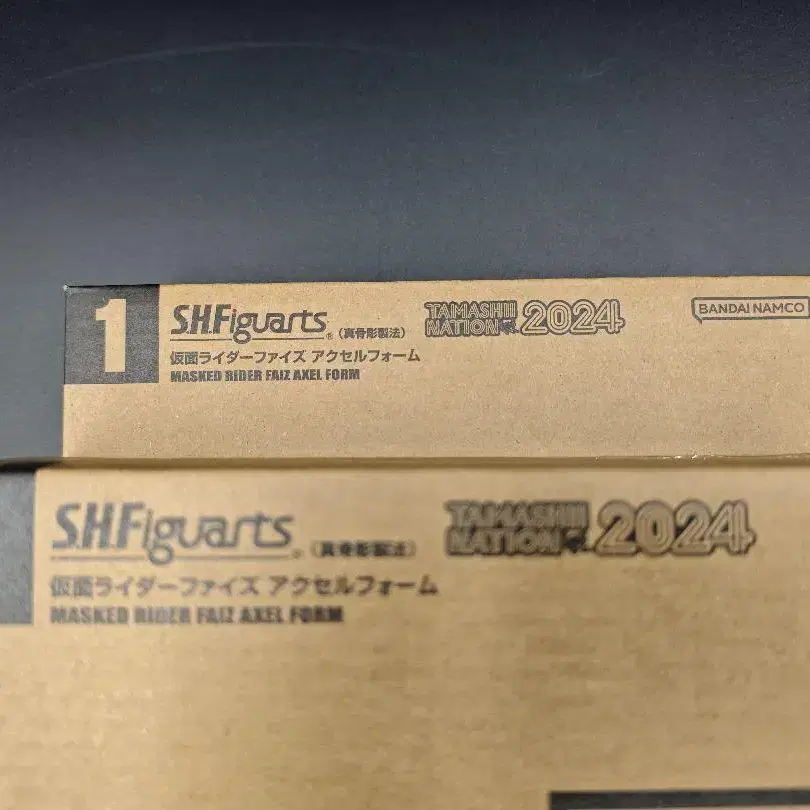 1
S.H.Figuarts® (真骨彫製法)
TAMASHII
NATION 2024
BANDAI NAMCO
仮面ライダーファイズ アクセルフォーム
MASKED RIDER FAIZ AXEL FORM
S.H.Figuarts® (真骨彫製法)
TAMASHII
NATION 2024
仮面ライダーファイズ アクセルフォーム
MASKED RIDER FAIZ AXEL FORM